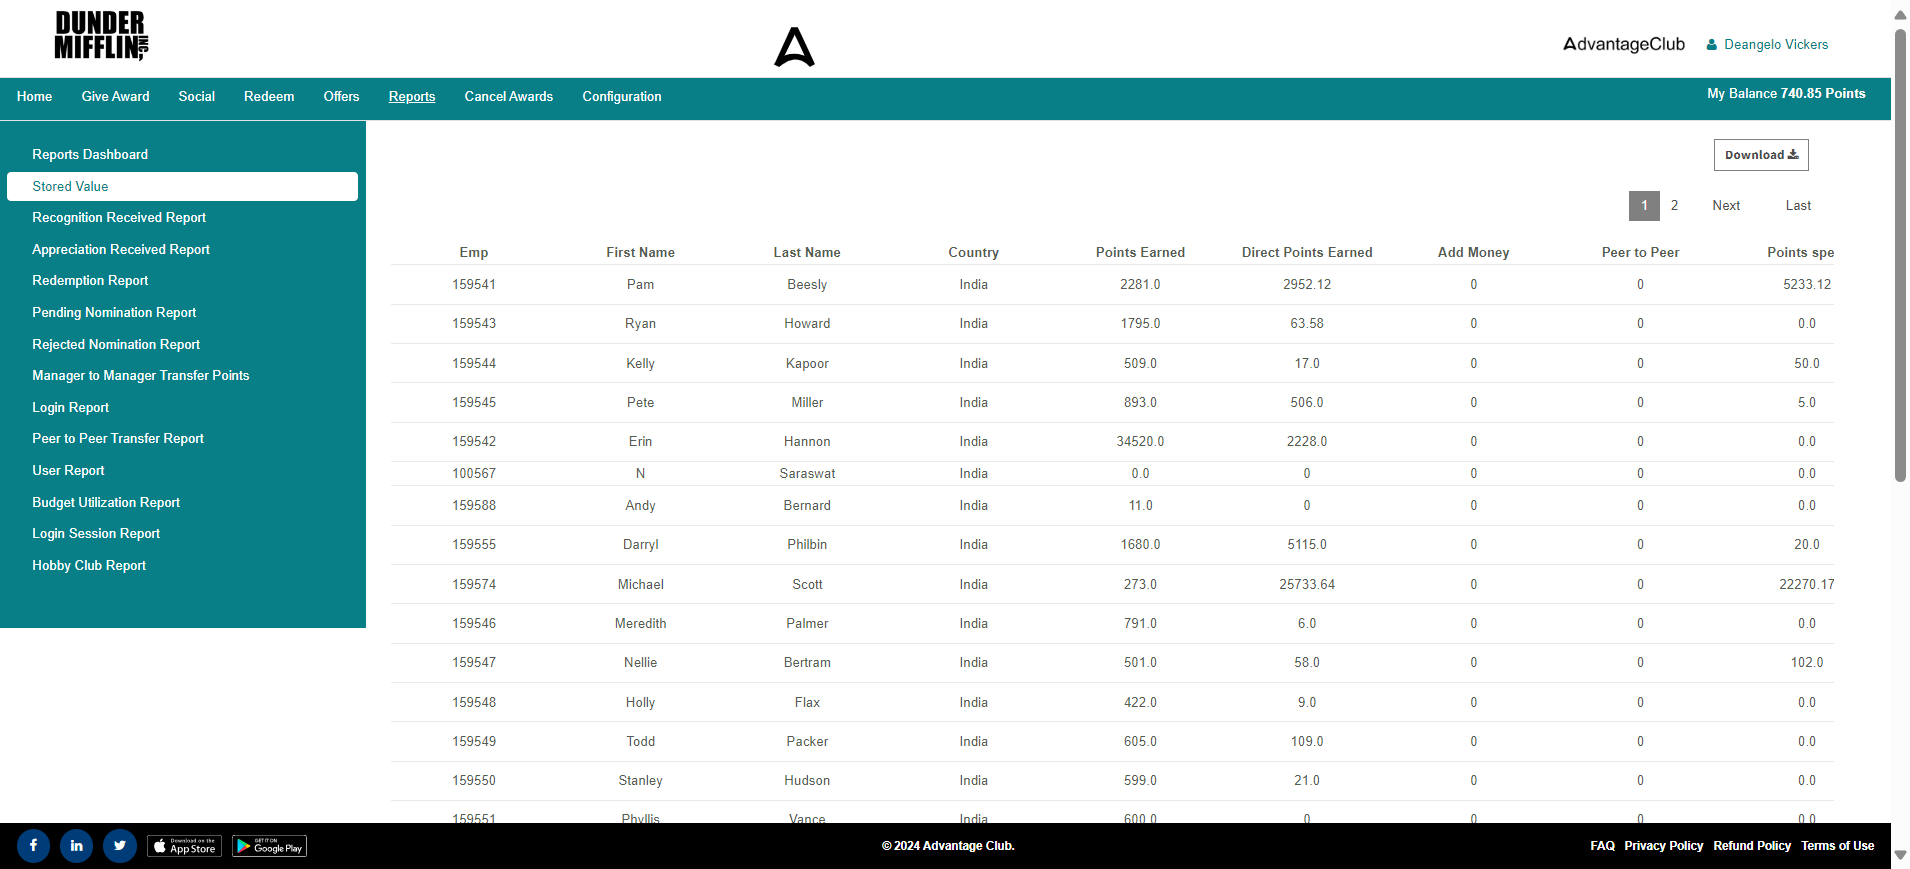 DUNDER
MIFFLIN, INC.
A
AdvantageClub Deangelo Vickers
Home Give Award Social Redeem Offers Reports Cancel Awards Configuration My Balance 740.85 Points
Reports Dashboard
Stored Value
Recognition Received Report
Appreciation Received Report
Redemption Report
Pending Nomination Report
Rejected Nomination Report
Manager to Manager Transfer Points
Login Report
Peer to Peer Transfer Report
User Report
Budget Utilization Report
Login Session Report
Hobby Club Report
Download
1 2 Next Last
Emp First Name Last Name Country Points Earned Direct Points Earned Add Money Peer to Peer Points spe
159541 Pam Beesly India 2281.0 2952.12 0 0 5233.12
159543 Ryan Howard India 1795.0 63.58 0 0 0.0
159544 Kelly Kapoor India 509.0 17.0 0 0 50.0
159545 Pete Miller India 893.0 506.0 0 0 5.0
159542 Erin Hannon India 34520.0 2228.0 0 0 0.0
100567 N Saraswat India 0.0 0 0 0 0.0
159588 Andy Bernard India 11.0 0 0 0 0.0
159555 Darryl Philbin India 1680.0 5115.0 0 0 20.0
159574 Michael Scott India 273.0 25733.64 0 0 22270.17
159546 Meredith Palmer India 791.0 6.0 0 0 0.0
159547 Nellie Bertram India 501.0 58.0 0 0 102.0
159548 Holly Flax India 422.0 9.0 0 0 0.0
159549 Todd Packer India 605.0 109.0 0 0 0.0
159550 Stanley Hudson India 599.0 21.0 0 0 0.0
159551 Phyllis Vance India 600.0 0 0 0 0.0
f in Download on the App Store GET IT ON Google Play © 2024 Advantage Club. FAQ Privacy Policy Refund Policy Terms of Use